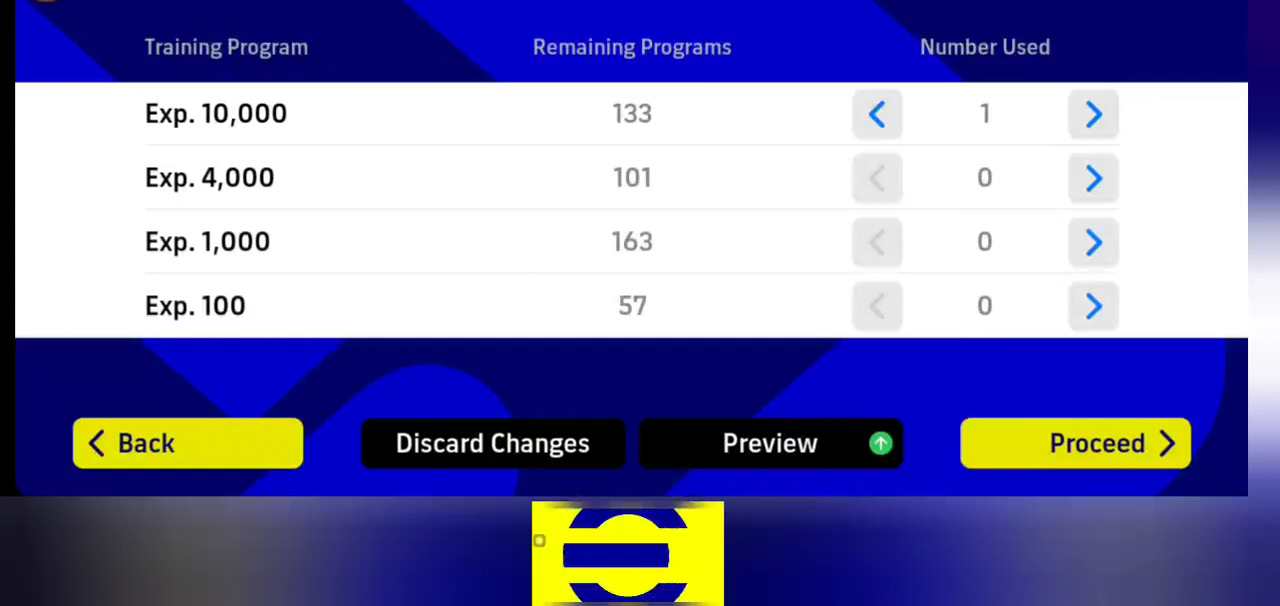 Training Program Remaining Programs Number Used
Exp. 10,000 133 1
Exp. 4,000 101 0
Exp. 1,000 163 0
Exp. 100 57 0
Back Discard Changes Preview Proceed